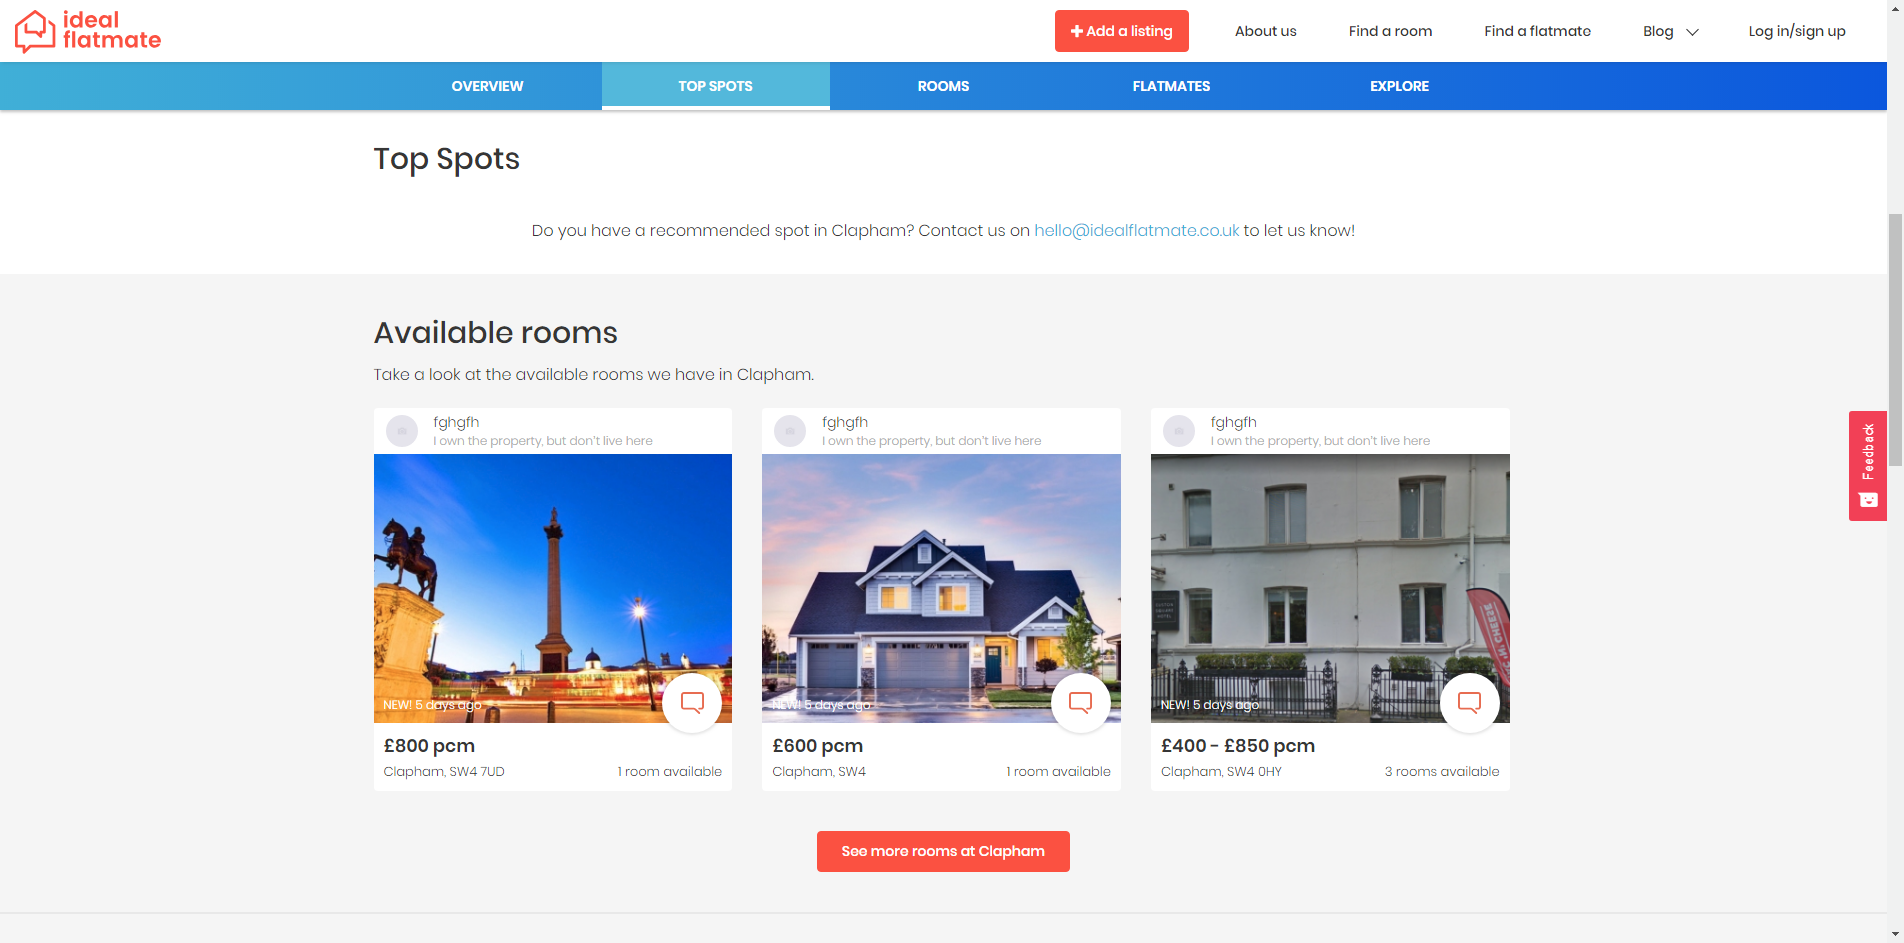 ideal
flatmate
Add a listing
About us
Find a room
Find a flatmate
Blog
Log in/sign up
OVERVIEW
TOP SPOTS
ROOMS
FLATMATES
EXPLORE
Top Spots
Do you have a recommended spot in Clapham? Contact us on hello@idealflatmate.co.uk to let us know!
Available rooms
Take a look at the available rooms we have in Clapham.
fghgfh
I own the property, but don't live here
NEW! 5 days ago
£800 pcm
Clapham, SW4 7UD
1 room available
fghgfh
I own the property, but don't live here
NEW! 5 days ago
£600 pcm
Clapham, SW4
1 room available
fghgfh
I own the property, but don't live here
HOTEL
CHEESE
NEW! 5 days ago
£400 - £850 pcm
Clapham, SW4 0HY
3 rooms available
See more rooms at Clapham
Feedback